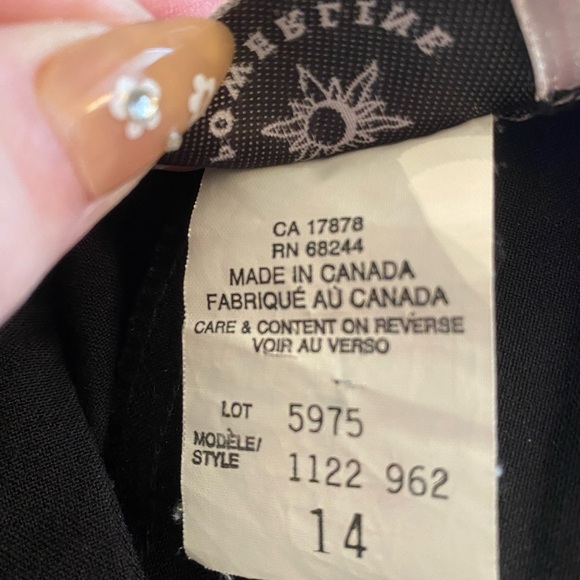 CA 17878
RN 68244
MADE IN CANADA
FABRIQUÉ AÙ CANADA
CARE & CONTENT ON REVERSE
VOIR AU VERSO
LOT 5975
MODÈLE/
STYLE 1122 962
14